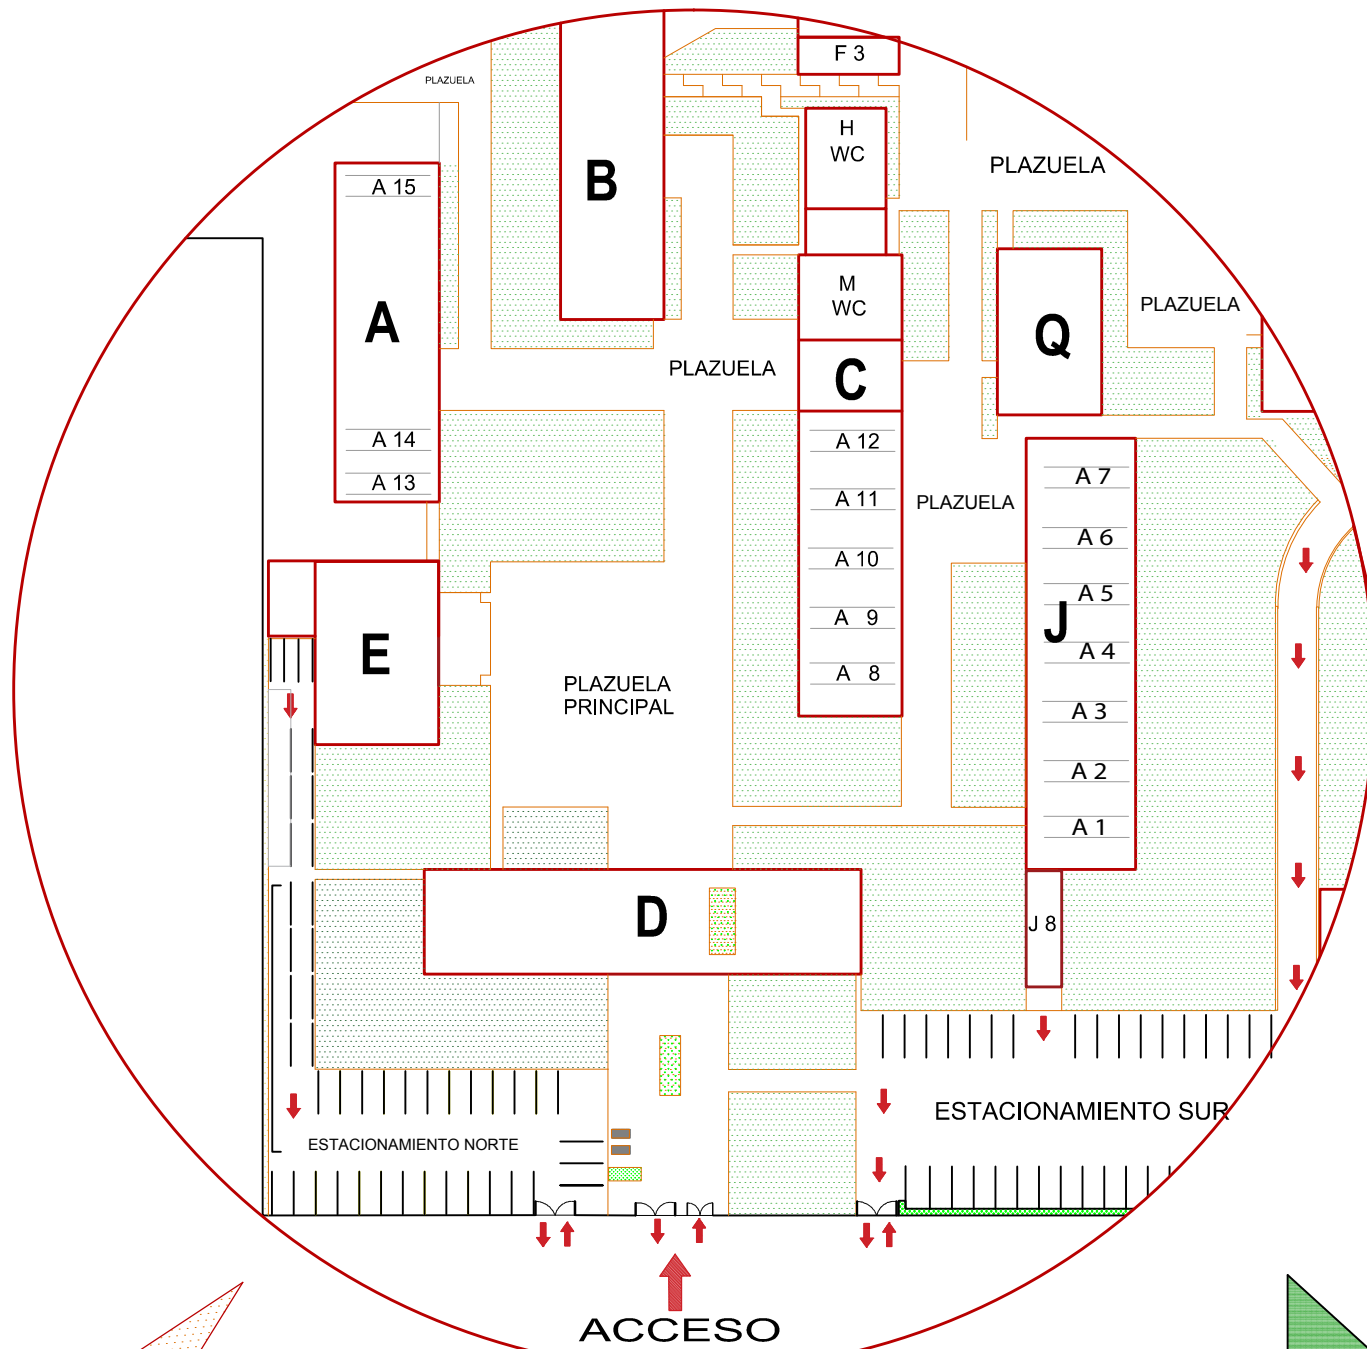 F 3
PLAZUELA
H
WC
PLAZUELA
B
A 15
M
WC
PLAZUELA
A
Q
PLAZUELA
C
A 14
A 12
A 13
A 7
A 11
PLAZUELA
A 6
A 10
A 5
A 9
J
E
A 4
A 8
PLAZUELA
PRINCIPAL
A 3
A 2
A 1
D
J 8
ESTACIONAMIENTO SUR
ESTACIONAMIENTO NORTE
ACCESO